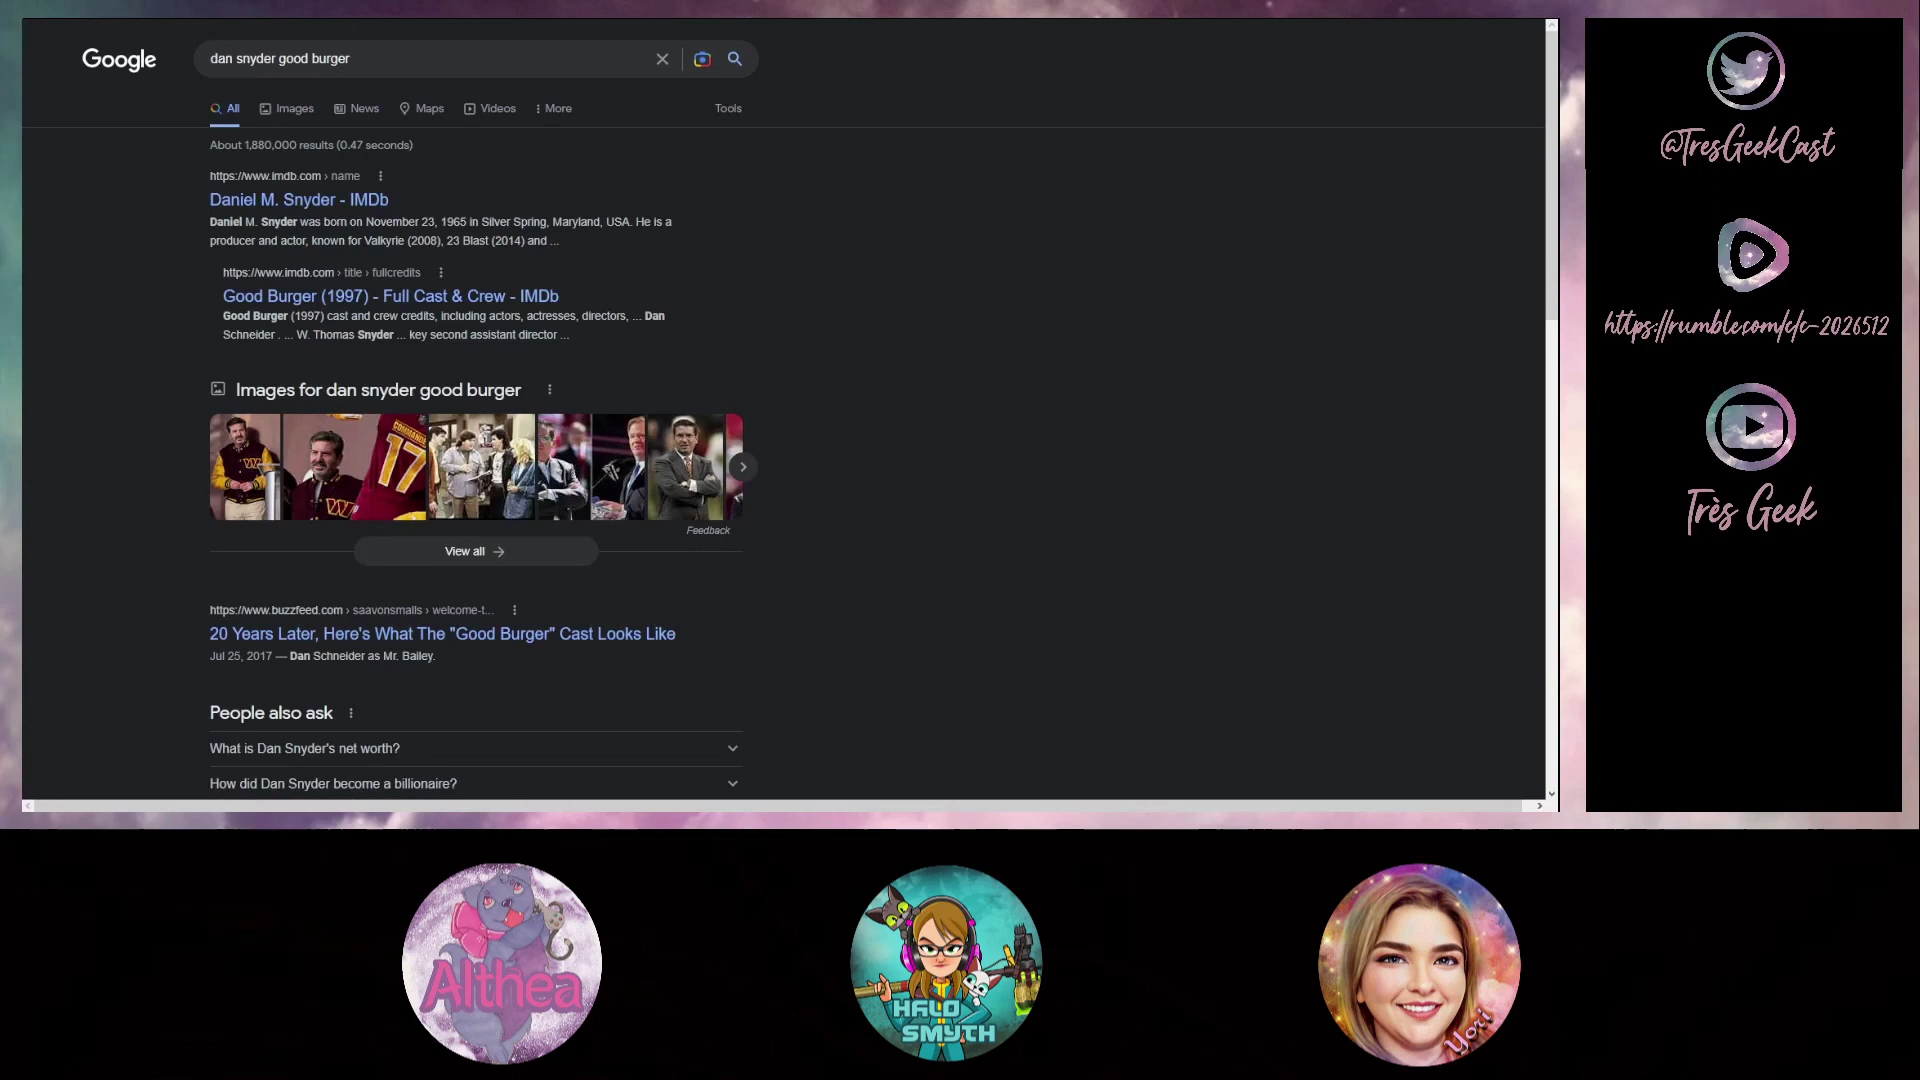 Google
dan snyder good burger
All
Images
News
Maps
Videos
More
Tools
About 1,880,000 results (0.47 seconds)
https://www.imdb.com › name
Daniel M. Snyder - IMDb
Daniel M. Snyder was born on November 23, 1965 in Silver Spring, Maryland, USA. He is a
producer and actor, known for Valkyrie (2008), 23 Blast (2014) and ...
https://www.imdb.com › title › fullcredits
Good Burger (1997) - Full Cast & Crew - IMDb
Good Burger (1997) cast and crew credits, including actors, actresses, directors, ... Dan
Schneider . ... W. Thomas Snyder ... key second assistant director ...
Images for dan snyder good burger
COMMANDE
17
W
Feedback
View all
https://www.buzzfeed.com › saavonsmalls › welcome-t...
20 Years Later, Here's What The "Good Burger" Cast Looks Like
Jul 25, 2017 — Dan Schneider as Mr. Bailey.
People also ask
What is Dan Snyder's net worth?
How did Dan Snyder become a billionaire?
@TresGeekCast
https://rumble.com/c/c-2026512
Très Geek
Althea
HALO
SMYTH
Yori